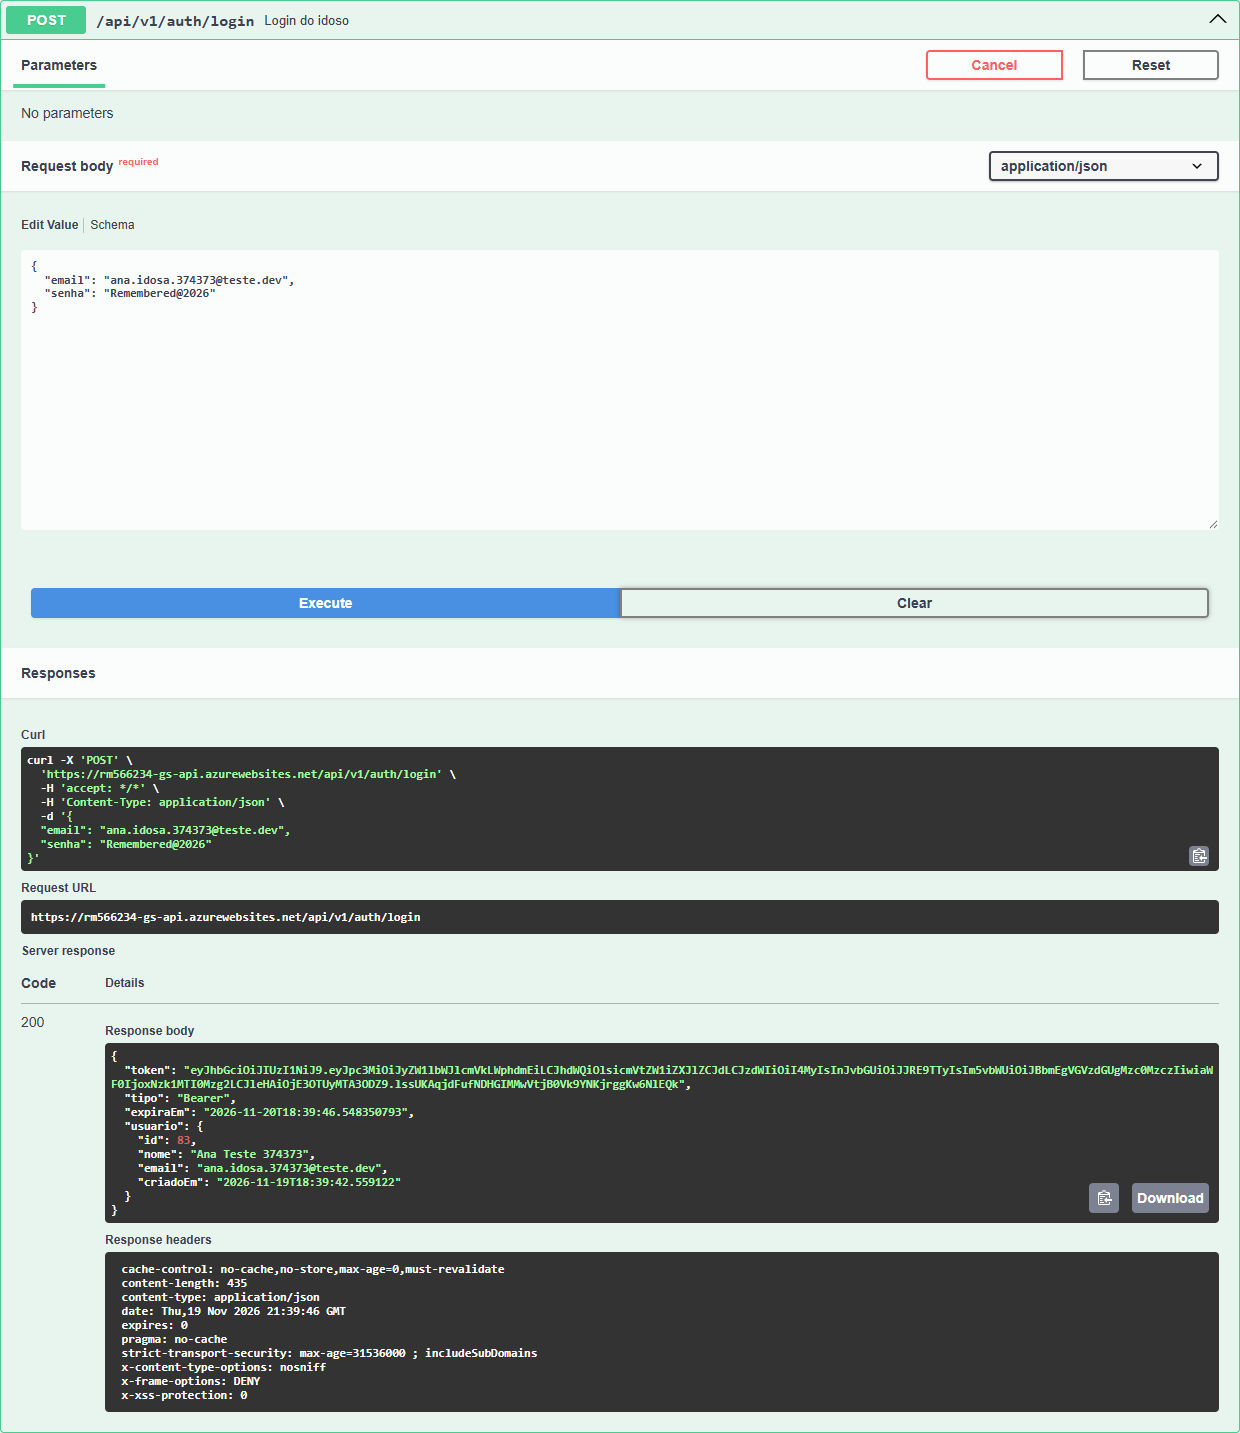 POST /api/v1/auth/login Login do idoso
Parameters
Cancel
Reset
No parameters
Request body required
application/json
Edit Value | Schema
{
  "email": "ana.idosa.374373@teste.dev",
  "senha": "Remembered@2026"
}
Execute
Clear
Responses
Curl
curl -X 'POST' \
  'https://rm566234-gs-api.azurewebsites.net/api/v1/auth/login' \
  -H 'accept: */*' \
  -H 'Content-Type: application/json' \
  -d '{
  "email": "ana.idosa.374373@teste.dev",
  "senha": "Remembered@2026"
}'
Request URL
https://rm566234-gs-api.azurewebsites.net/api/v1/auth/login
Server response
Code Details
200
Response body
{
  "token": "eyJhbGciOiJIUzI1NiJ9.eyJpc3MiOiJyZW1lbWJlcmVkLWphdmEiLCJhdWQiOlsicmVtZW1iZXJlZCJdLCJzdWIiOiI4MyIsInJvbGUiOiJJRE9TTyIsIm5vbWUiOiJBbmEgVGVzdGUgMzc0MzczIiwiaW
F0IjoxNzk1MTI0Mzg2LCJleHAiOjE3OTUyMTA3ODZ9.lssUKAqjdFufNDHGIMMwVtjB0Vk9YNKjrggKw6NlEQk",
  "tipo": "Bearer",
  "expiraEm": "2026-11-20T18:39:46.548350793",
  "usuario": {
    "id": 83,
    "nome": "Ana Teste 374373",
    "email": "ana.idosa.374373@teste.dev",
    "criadoEm": "2026-11-19T18:39:42.559122"
  }
}
Download
Response headers
cache-control: no-cache,no-store,max-age=0,must-revalidate
content-length: 435
content-type: application/json
date: Thu,19 Nov 2026 21:39:46 GMT
expires: 0
pragma: no-cache
strict-transport-security: max-age=31536000 ; includeSubDomains
x-content-type-options: nosniff
x-frame-options: DENY
x-xss-protection: 0